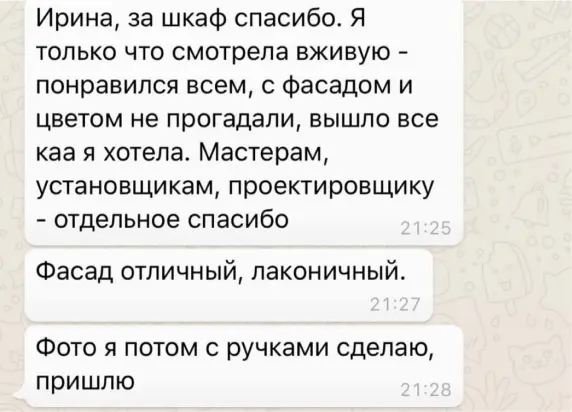 Ирина, за шкаф спасибо. Я
только что смотрела вживую -
понравился всем, с фасадом и
цветом не прогадали, вышло все
каа я хотела. Мастерам,
установщикам, проектировщику
- отдельное спасибо
21:25
Фасад отличный, лаконичный.
21:27
Фото я потом с ручками сделаю,
пришлю
21:28